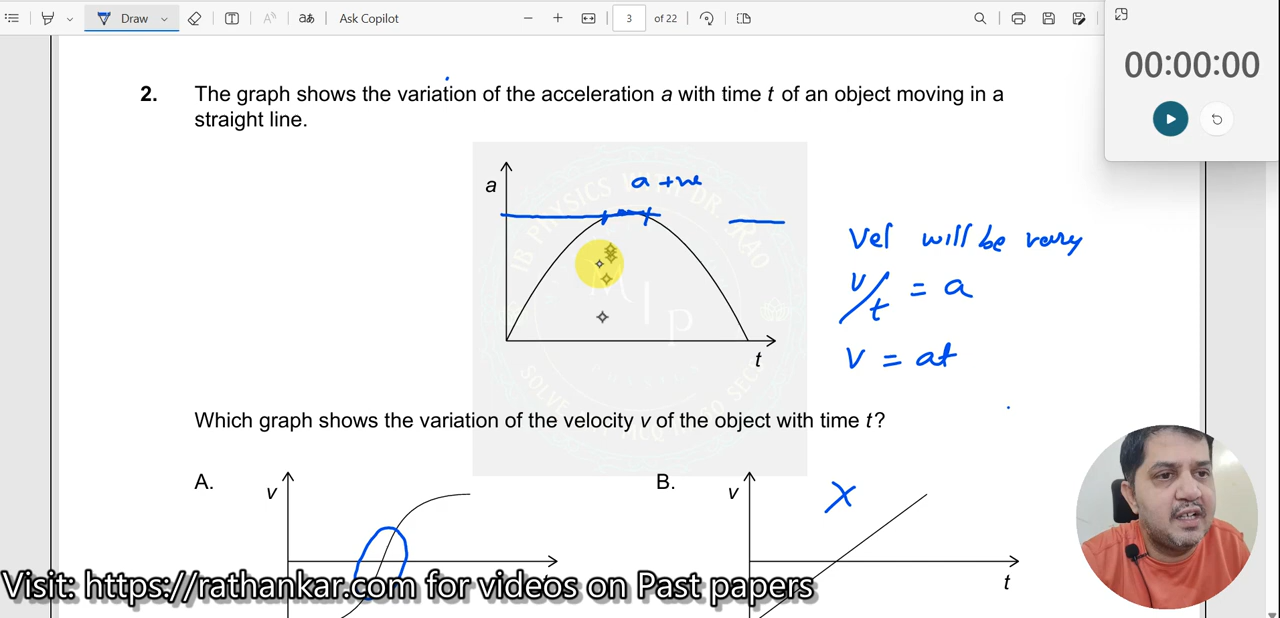 Draw
Ask Copilot
3 of 22
00:00:00
2. The graph shows the variation of the acceleration a with time t of an object moving in a
straight line.
a
a +ve
t
Vel will be vary
v/t = a
v = at
Which graph shows the variation of the velocity v of the object with time t?
A.
v
B.
v
X
t
Visit: https://rathankar.com for videos on Past papers